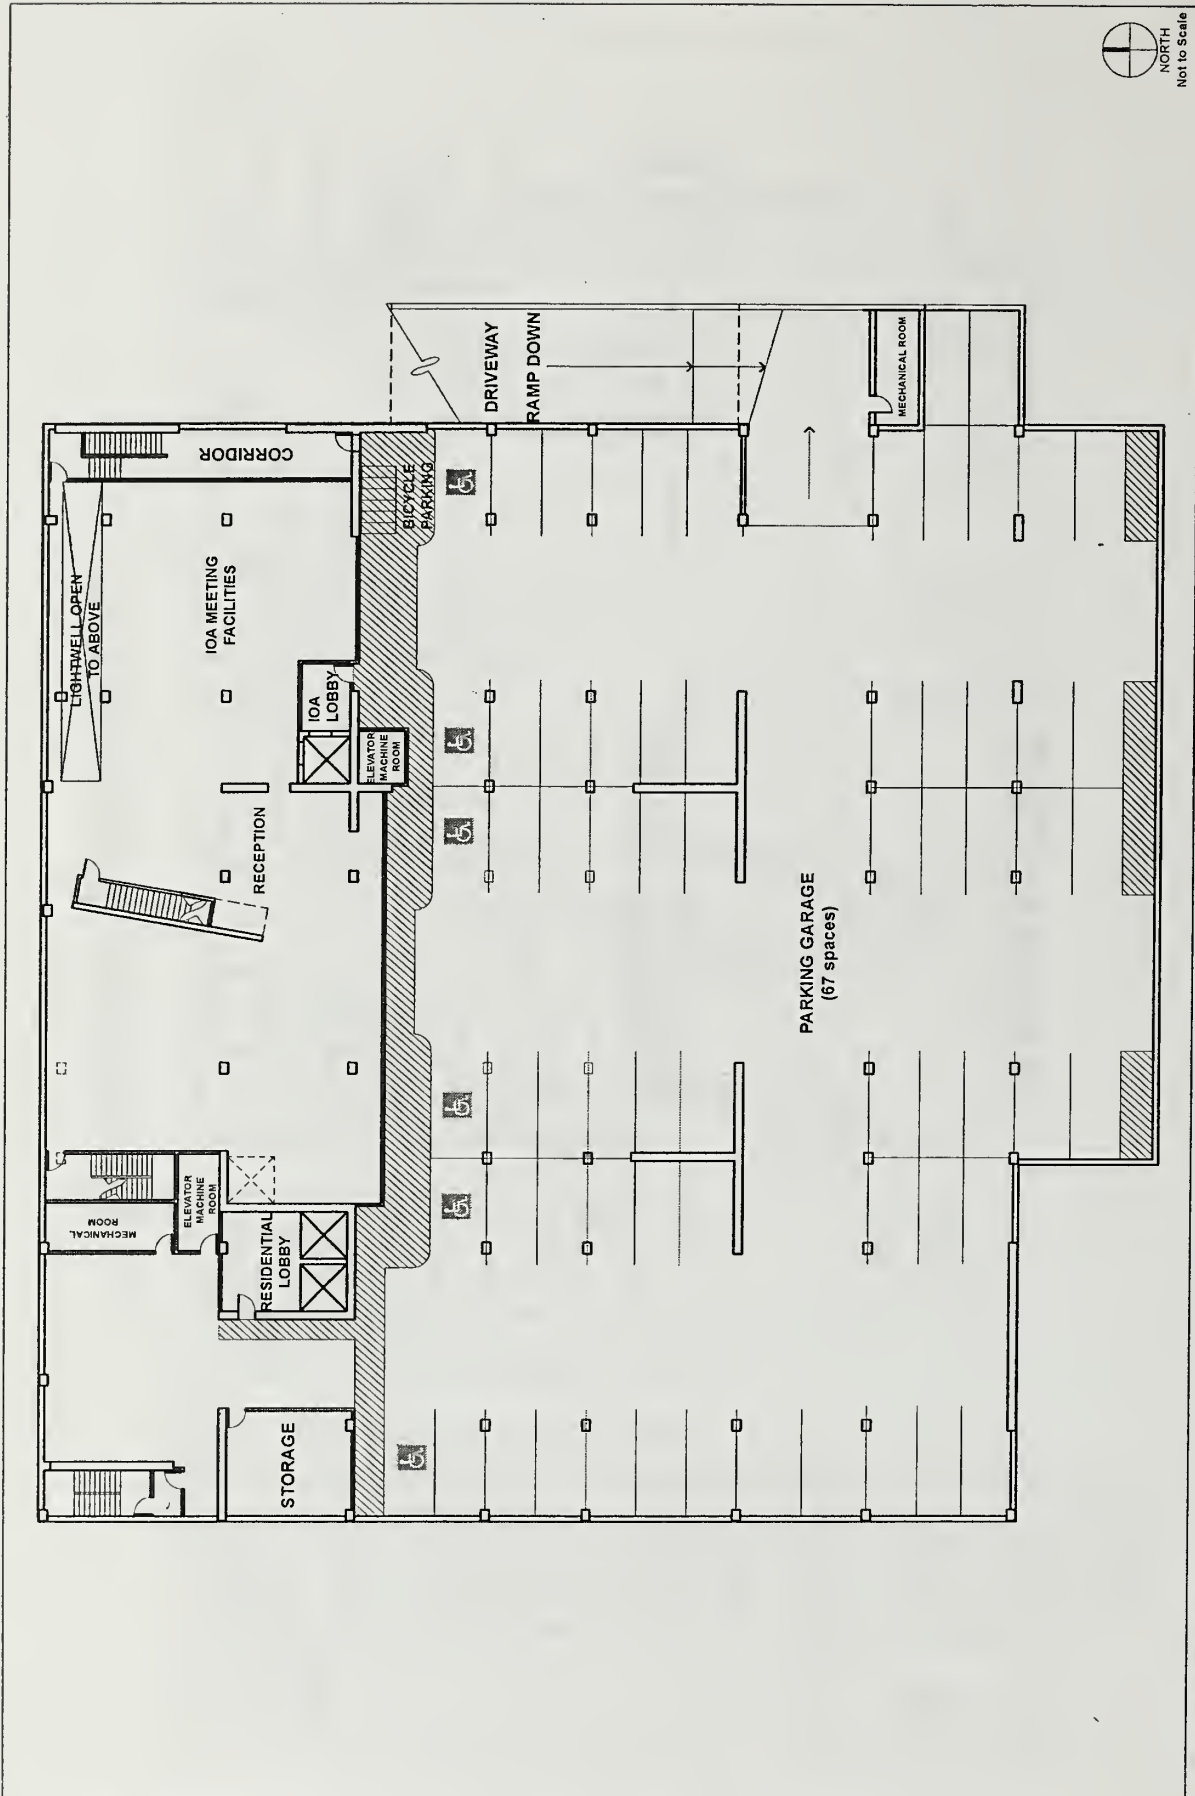 NORTH
Not to Scale
DRIVEWAY
RAMP DOWN
MECHANICAL ROOM
CORRIDOR
BICYCLE
PARKING
LIGHTWELL OPEN
TO ABOVE
IOA MEETING
FACILITIES
IOA
LOBBY
ELEVATOR
MACHINE
ROOM
RECEPTION
PARKING GARAGE
(67 spaces)
MECHANICAL
ROOM
ELEVATOR
MACHINE
ROOM
RESIDENTIAL
LOBBY
STORAGE